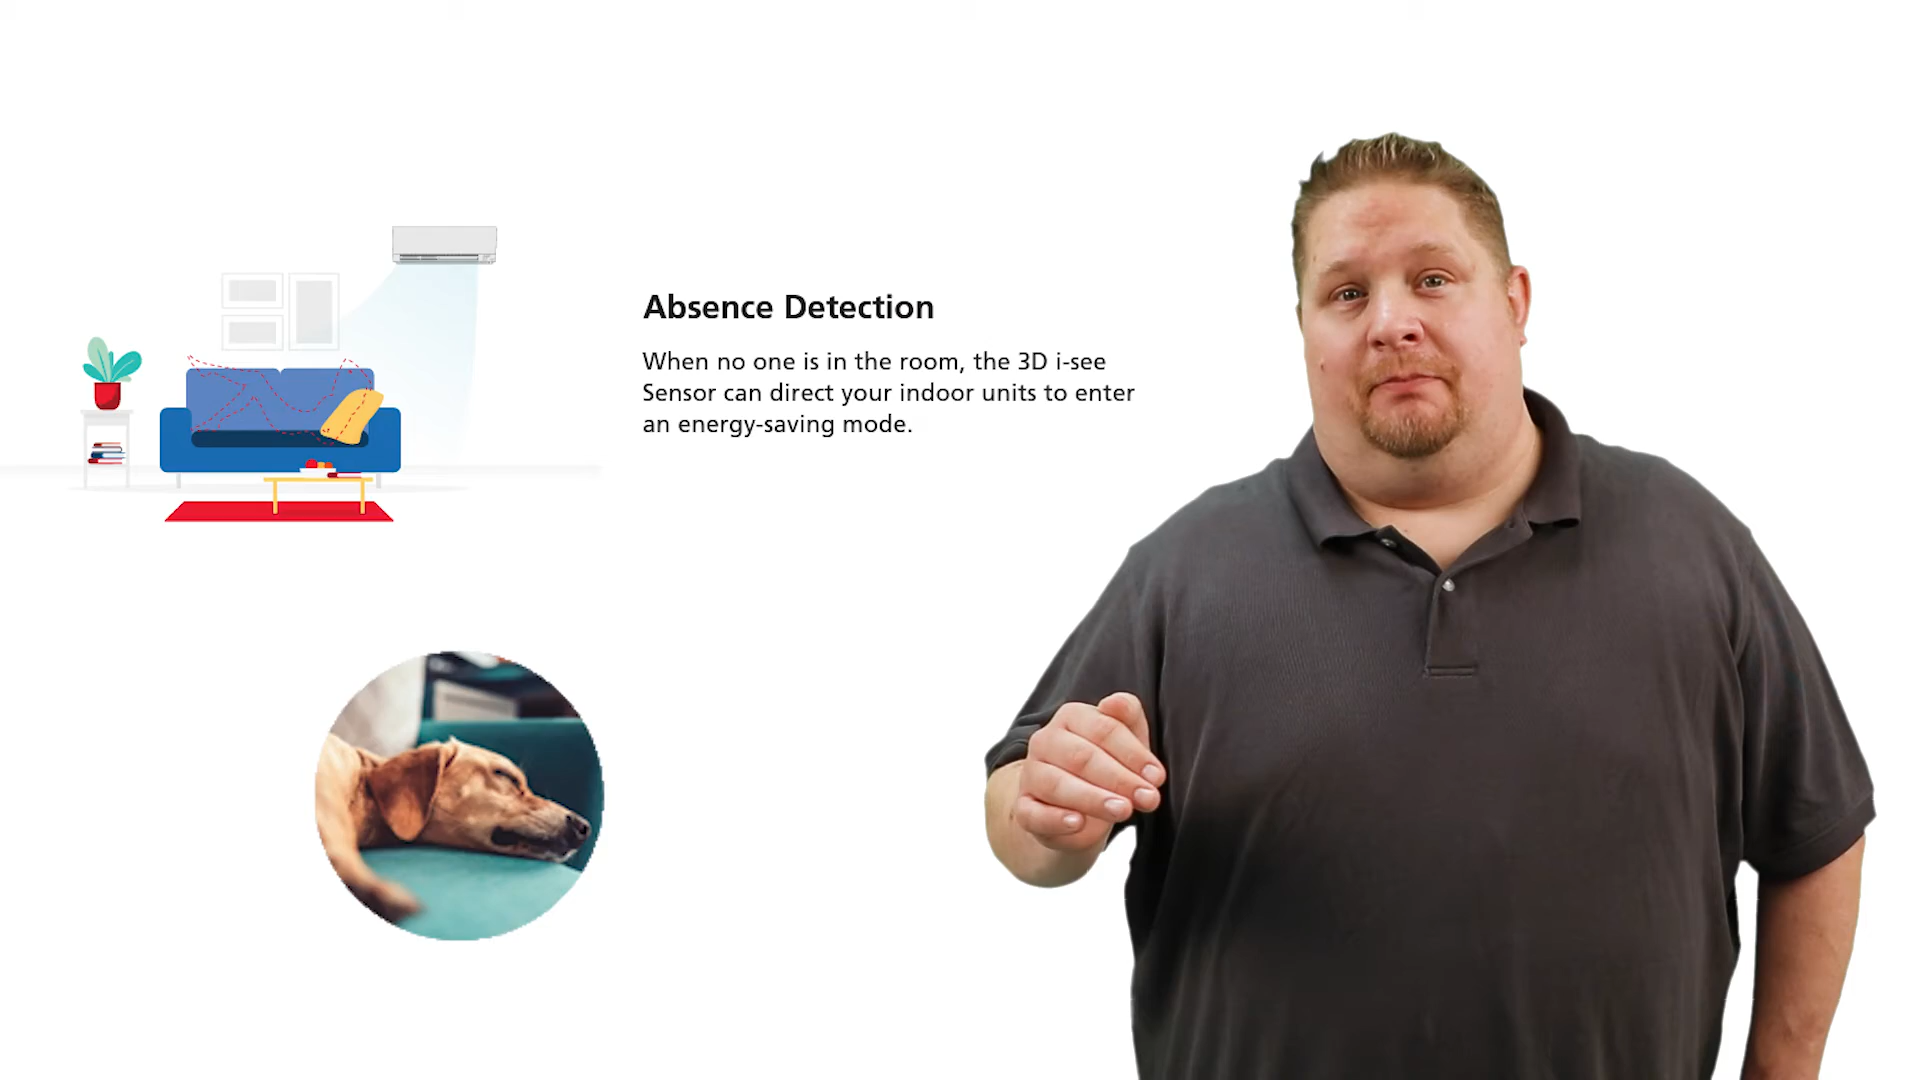 Absence Detection
When no one is in the room, the 3D i-see
Sensor can direct your indoor units to enter
an energy-saving mode.